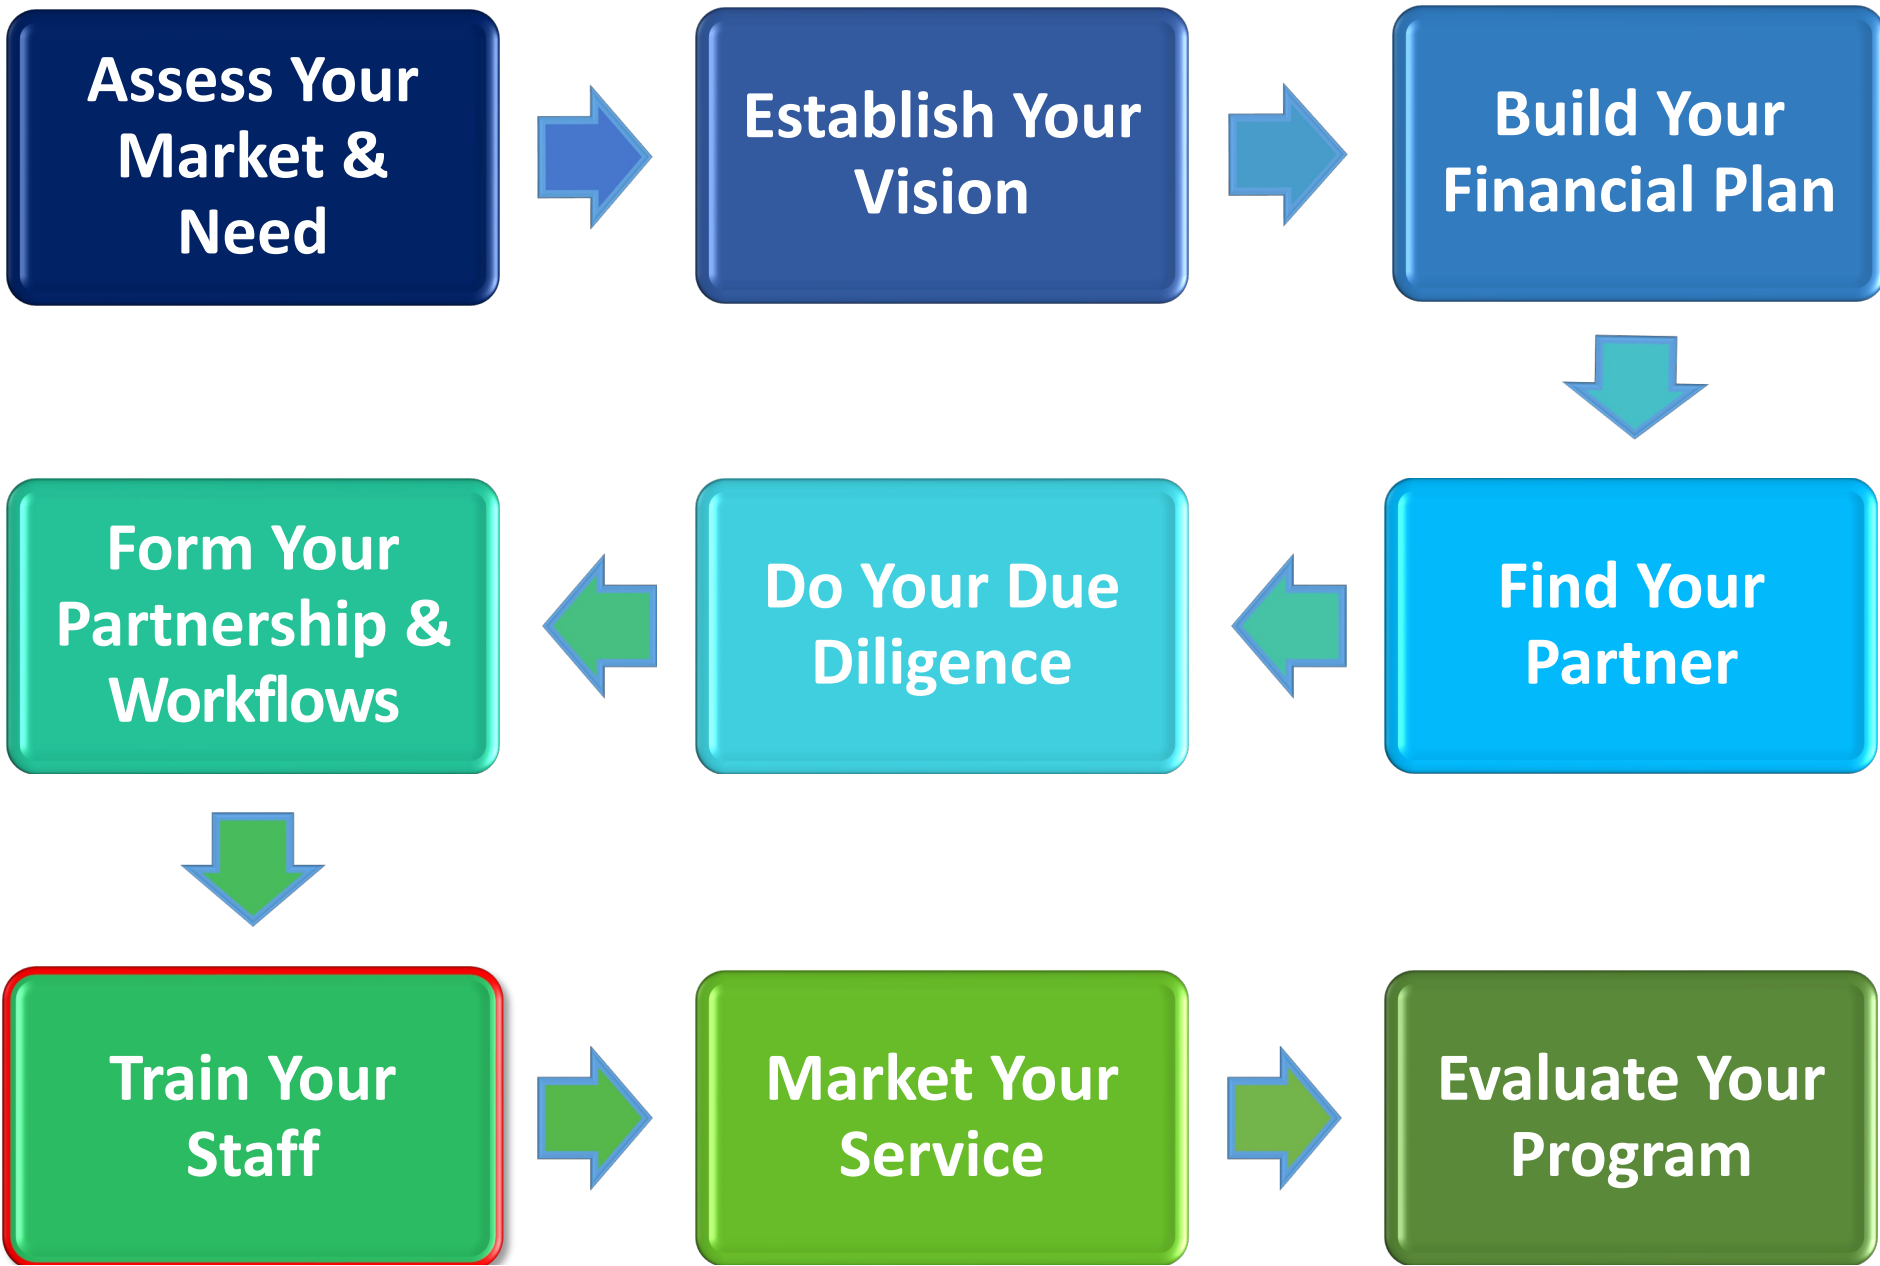 Assess Your
Market &
Need
Establish Your
Vision
Build Your
Financial Plan
Find Your
Partner
Do Your Due
Diligence
Form Your
Partnership &
Workflows
Train Your
Staff
Market Your
Service
Evaluate Your
Program